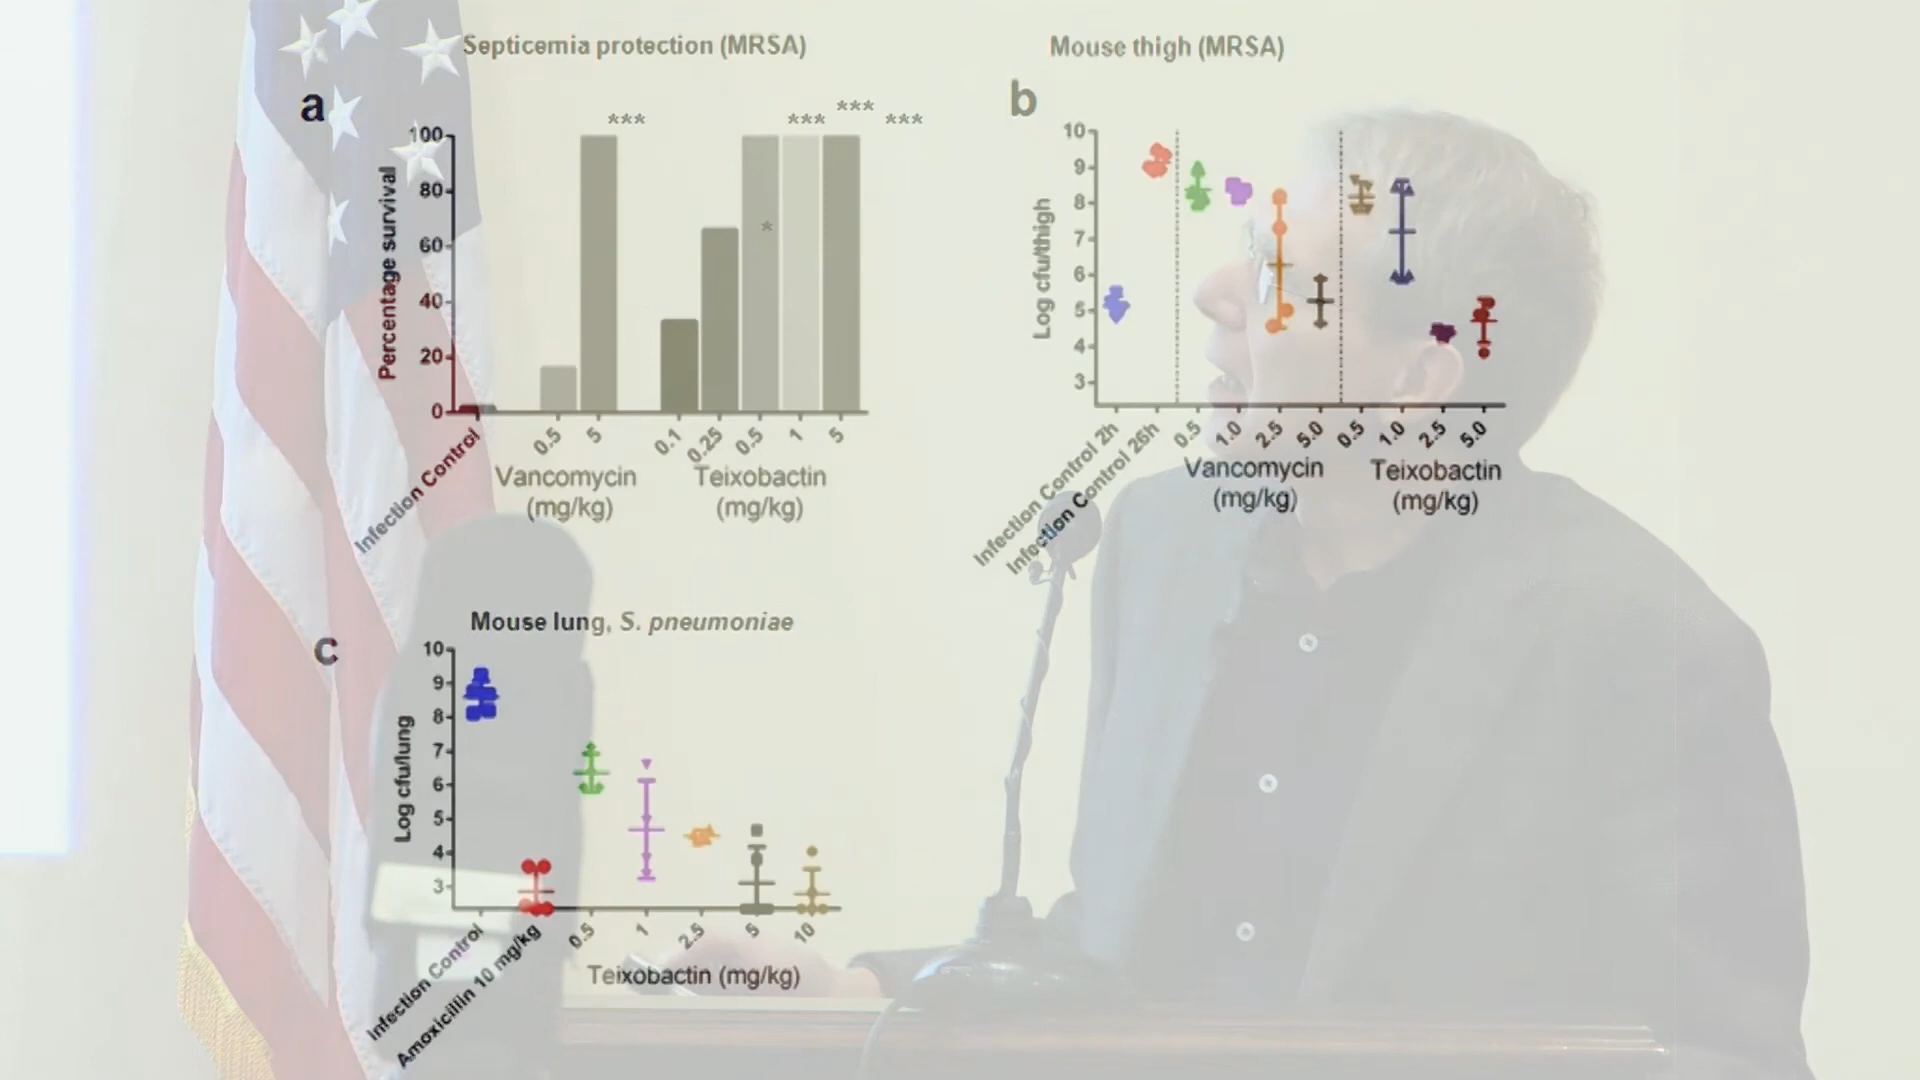 Septicemia protection (MRSA)
a
***
***
***
***
*
100
80
60
40
20
0
Percentage survival
Infection Control
0.5
5
0.1
0.25
0.5
1
5
Vancomycin
(mg/kg)
Teixobactin
(mg/kg)
Mouse thigh (MRSA)
b
10
9
8
7
6
5
4
3
Log cfu/thigh
Infection Control 2h
Infection Control 26h
0.5
1.0
2.5
5.0
0.5
1.0
2.5
5.0
Vancomycin
(mg/kg)
Teixobactin
(mg/kg)
Mouse lung, S. pneumoniae
c
10
9
8
7
6
5
4
3
Log cfu/lung
Infection Control
Amoxicillin 10 mg/kg
0.5
1
2.5
5
10
Teixobactin (mg/kg)